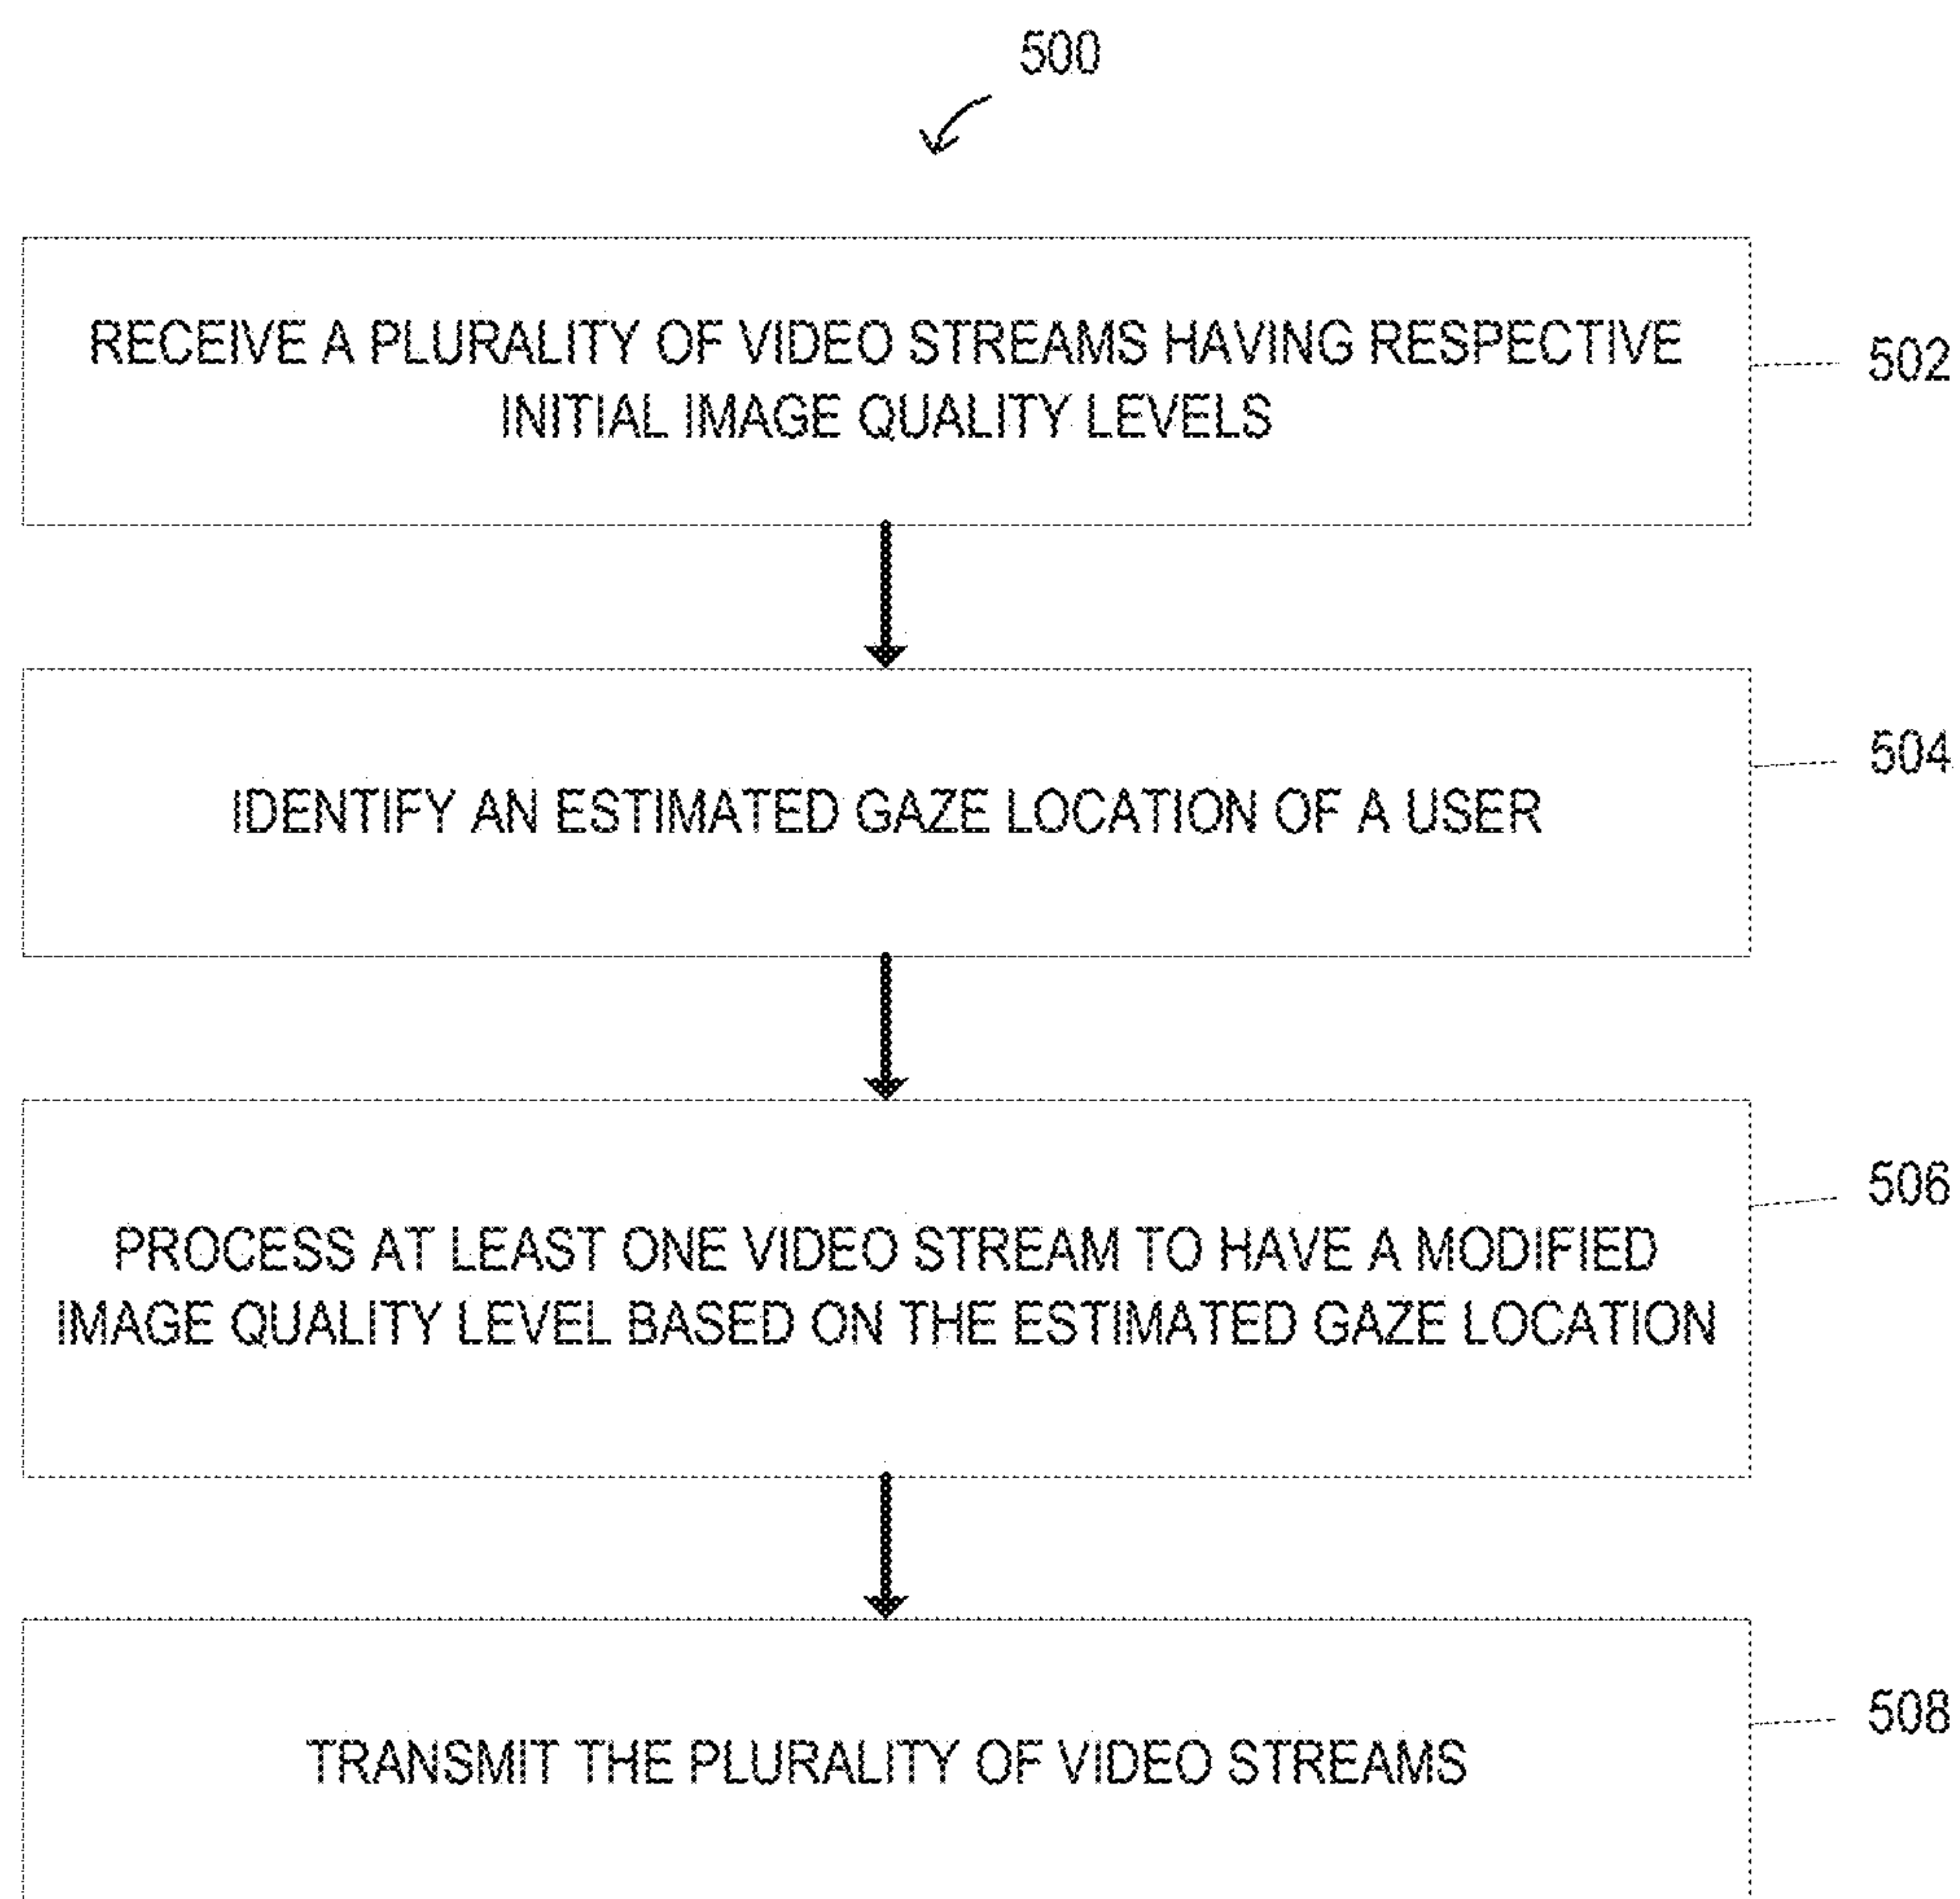 500
RECEIVE A PLURALITY OF VIDEO STREAMS HAVING RESPECTIVE
INITIAL IMAGE QUALITY LEVELS
502
IDENTIFY AN ESTIMATED GAZE LOCATION OF A USER
504
PROCESS AT LEAST ONE VIDEO STREAM TO HAVE A MODIFIED
IMAGE QUALITY LEVEL BASED ON THE ESTIMATED GAZE LOCATION
506
TRANSMIT THE PLURALITY OF VIDEO STREAMS
508